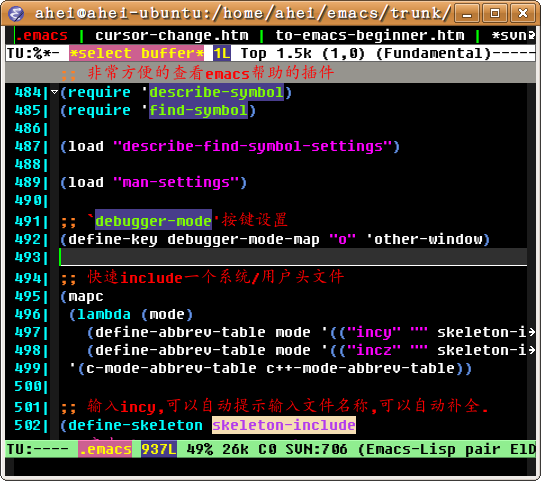 ahei@ahei-ubuntu:/home/ahei/emacs/trunk/
.emacs | cursor-change.htm | to-emacs-beginner.htm | *svn
TU:%*- *select buffer* 1L Top 1.5k (1,0) (Fundamental)-----
;; 非常方便的查看emacs帮助的插件
484| (require 'describe-symbol)
485| (require 'find-symbol)
486|
487| (load "describe-find-symbol-settings")
488|
489| (load "man-settings")
490|
491| ;; `debugger-mode'按键设置
492| (define-key debugger-mode-map "o" 'other-window)
493|
494| ;; 快速include一个系统/用户头文件
495| (mapc
496|  (lambda (mode)
497|    (define-abbrev-table mode '(("incy" "" skeleton-i
498|    (define-abbrev-table mode '(("incz" "" skeleton-i
499|  '(c-mode-abbrev-table c++-mode-abbrev-table))
500|
501| ;; 输入incy,可以自动提示输入文件名称,可以自动补全.
502| (define-skeleton skeleton-include
TU:---- .emacs 937L 49% 26k C0 SVN:706 (Emacs-Lisp pair ElD